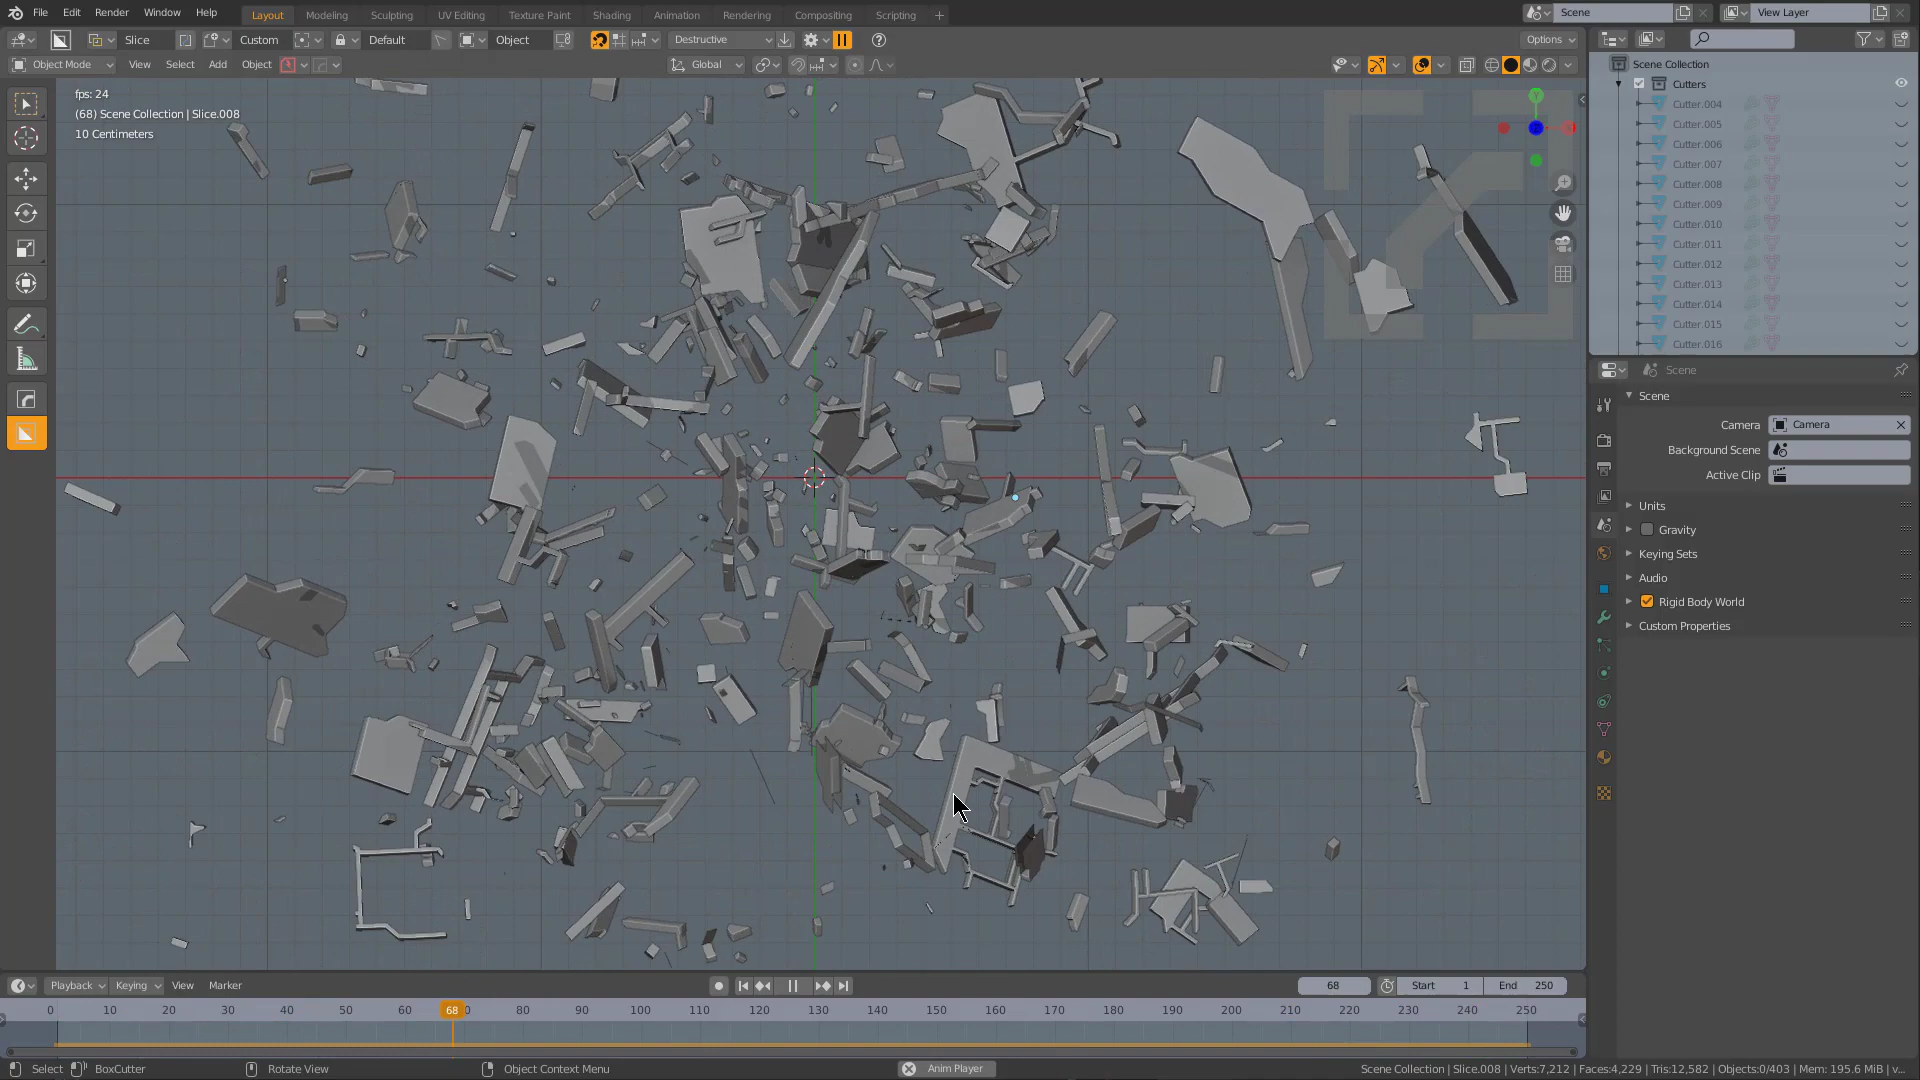 File Edit Render Window Help Layout Modeling Sculpting UV Editing Texture Paint Shading Animation Rendering Compositing Scripting + Scene View Layer
Slice Custom Default Object Destructive Options
Object Mode View Select Add Object Global
fps: 24
(68) Scene Collection | Slice.008
10 Centimeters
Y
Scene Collection
Cutters
Cutter.004
Cutter.005
Cutter.006
Cutter.007
Cutter.008
Cutter.009
Cutter.010
Cutter.011
Cutter.012
Cutter.013
Cutter.014
Cutter.015
Cutter.016
Scene
Scene
Camera Camera
Background Scene
Active Clip
Units
Gravity
Keying Sets
Audio
Rigid Body World
Custom Properties
Playback Keying View Marker 68 Start 1 End 250
0 10 20 30 40 50 60 68 0 80 90 100 110 120 130 140 150 160 170 180 190 200 210 220 230 240 250
Select BoxCutter Rotate View Object Context Menu Anim Player Scene Collection | Slice.008 | Verts:7,212 | Faces:4,229 | Tris:12,582 | Objects:0/403 | Mem: 195.6 MiB | v...